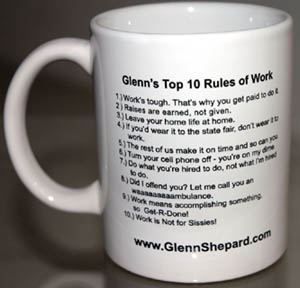 Glenn's Top 10 Rules of Work
1.) Work's tough. That's why you get paid to do it.
2.) Raises are earned, not given.
3.) Leave your home life at home.
4.) If you'd wear it to the state fair, don't wear it to
work.
5.) The rest of us make it on time and so can you
6.) Turn your cell phone off - you're on my dime
7.) Do what you're hired to do, not what I'm hired
to do.
8.) Did I offend you? Let me call you an
waaaaaaaambulance.
9.) Work means accomplishing something,
so Get-R-Done!
10.) Work is Not for Sissies!
www.GlennShepard.com